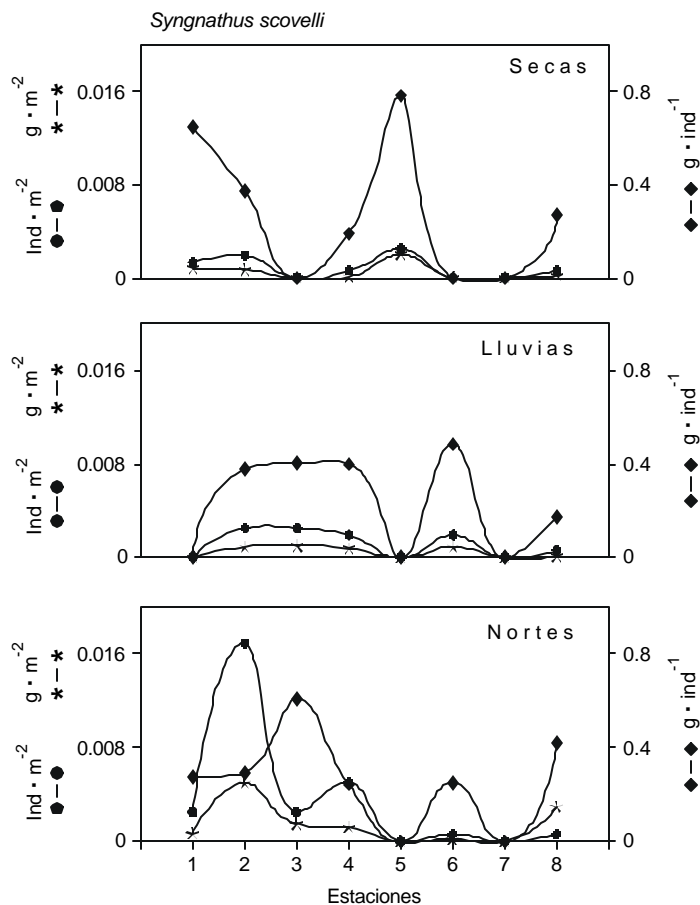 Syngnathus scovelli
Secas
g · m-2
*—*
Ind · m-2
0.016
0.008
0
0.8
0.4
0
g · ind-1
Lluvias
g · m-2
*—*
Ind · m-2
0.016
0.008
0
0.8
0.4
0
g · ind-1
Nortes
g · m-2
*—*
Ind · m-2
0.016
0.008
0
0.8
0.4
0
g · ind-1
1 2 3 4 5 6 7 8
Estaciones